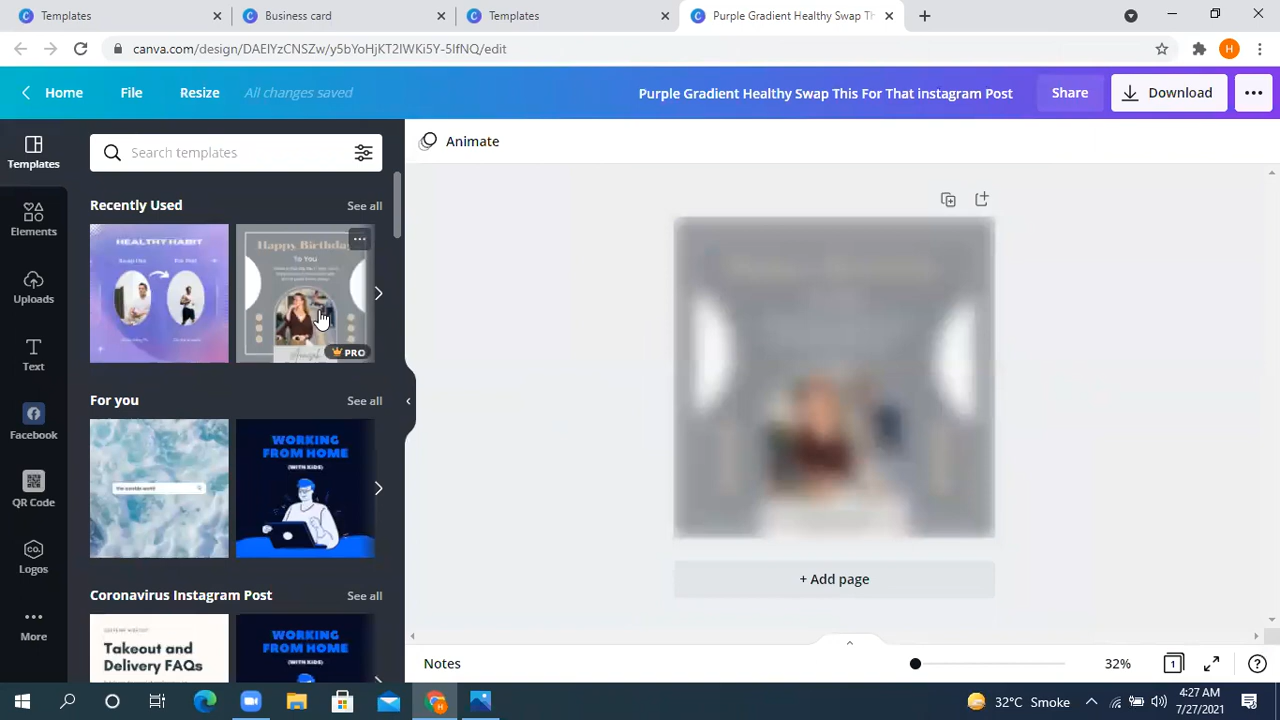 Templates
Business card
Templates
Purple Gradient Healthy Swap Th
canva.com/design/DAElYzCNSZw/y5bYoHjKT2IWKi5Y-5lfNQ/edit
H
Home
File
Resize
All changes saved
Purple Gradient Healthy Swap This For That instagram Post
Share
Download
Templates
Search templates
Animate
Recently Used
See all
Elements
HEALTHY HABIT
Happy Birthday
To You
Uploads
PRO
Text
For you
See all
Facebook
WORKING
FROM HOME
(WITH KIDS)
QR Code
+ Add page
Logos
Coronavirus Instagram Post
See all
More
Takeout and
Delivery FAQs
WORKING
FROM HOME
(WITH KIDS)
Notes
32%
1
32°C Smoke
4:27 AM
7/27/2021